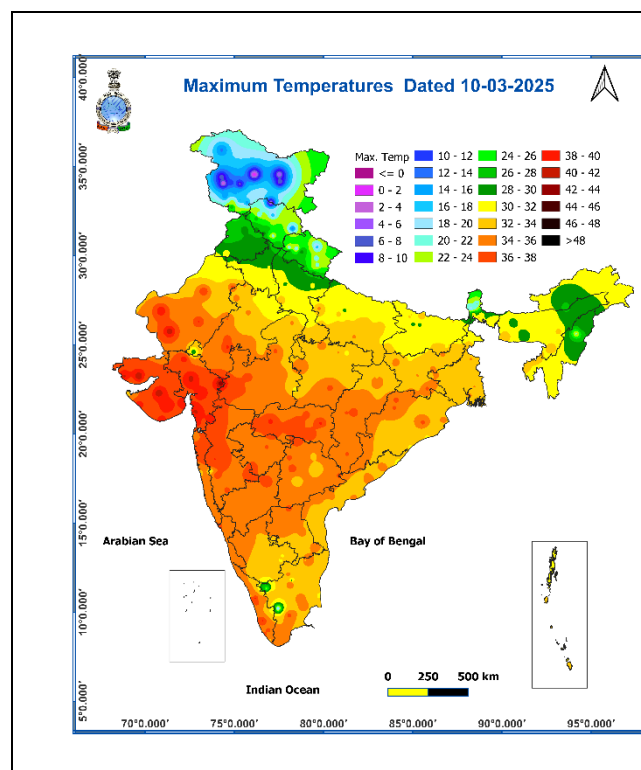 Maximum Temperatures Dated 10-03-2025
Max. Temp
<= 0
0 - 2
2 - 4
4 - 6
6 - 8
8 - 10
10 - 12
12 - 14
14 - 16
16 - 18
18 - 20
20 - 22
22 - 24
24 - 26
26 - 28
28 - 30
30 - 32
32 - 34
34 - 36
36 - 38
38 - 40
40 - 42
42 - 44
44 - 46
46 - 48
>48
40°0.000'
35°0.000'
30°0.000'
25°0.000'
20°0.000'
15°0.000'
10°0.000'
5°0.000'
Arabian Sea
Bay of Bengal
Indian Ocean
0 250 500 km
70°0.000' 75°0.000' 80°0.000' 85°0.000' 90°0.000' 95°0.000'